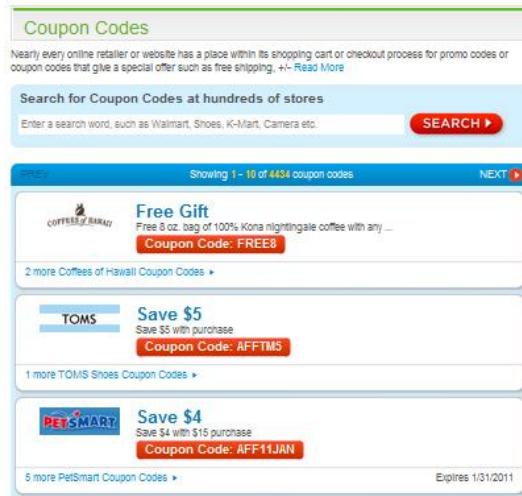 Coupon Codes
Nearly every online retailer or website has a place within its shopping cart or checkout process for promo codes or
coupon codes that give a special offer such as free shipping, +/- Read More
Search for Coupon Codes at hundreds of stores
Enter a search word, such as Walmart, Shoes, K-Mart, Camera etc.
SEARCH
PREV Showing 1 - 10 of 4434 coupon codes NEXT
COFFEES of HAWAII
Free Gift
Free 8 oz. bag of 100% Kona nightingale coffee with any ...
Coupon Code: FREE8
2 more Coffees of Hawaii Coupon Codes
TOMS
Save $5
Save $5 with purchase
Coupon Code: AFFTM5
1 more TOMS Shoes Coupon Codes
PETSMART
Save $4
Save $4 with $15 purchase
Coupon Code: AFF11JAN
5 more PetSmart Coupon Codes
Expires 1/31/2011